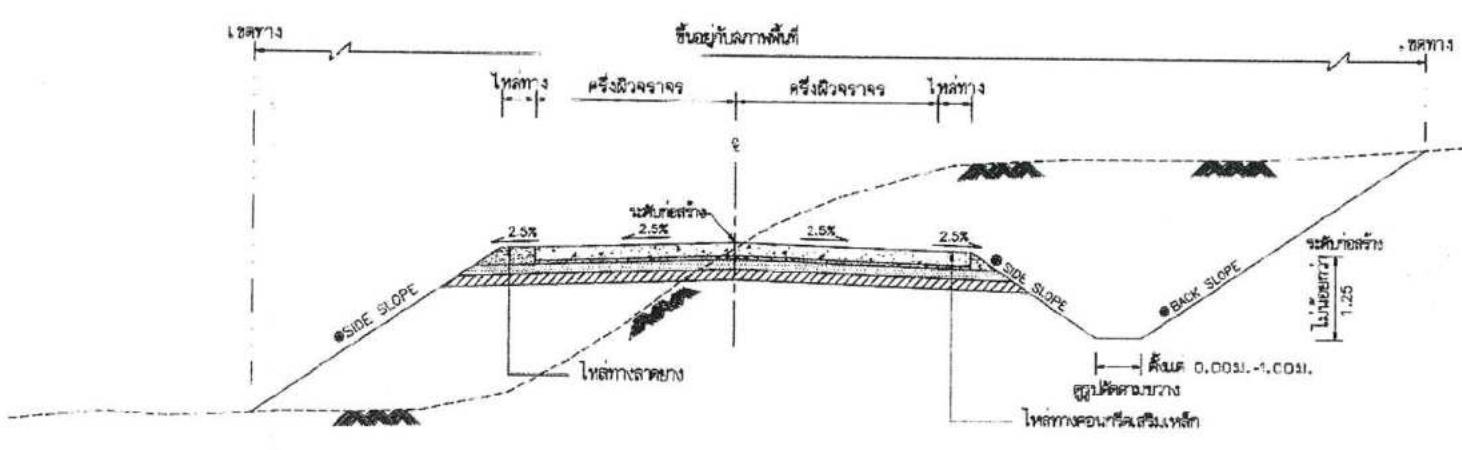 เขตทาง
ขึ้นอยู่กับสภาพพื้นที่
เขตทาง
ไหล่ทาง
ครึ่งผิวจราจร
ครึ่งผิวจราจร
ไหล่ทาง
℄
ระดับก่อสร้าง
2.5%
2.5%
2.5%
2.5%
ระดับก่อสร้าง
SIDE SLOPE
SIDE SLOPE
BACK SLOPE
ไม่น้อยกว่า
1.25
ไหล่ทางลาดยาง
ตั้งแต่ 0.00ม.-1.00ม.
ดูรูปตัดตามขวาง
ไหล่ทางคอนกรีตเสริมเหล็ก